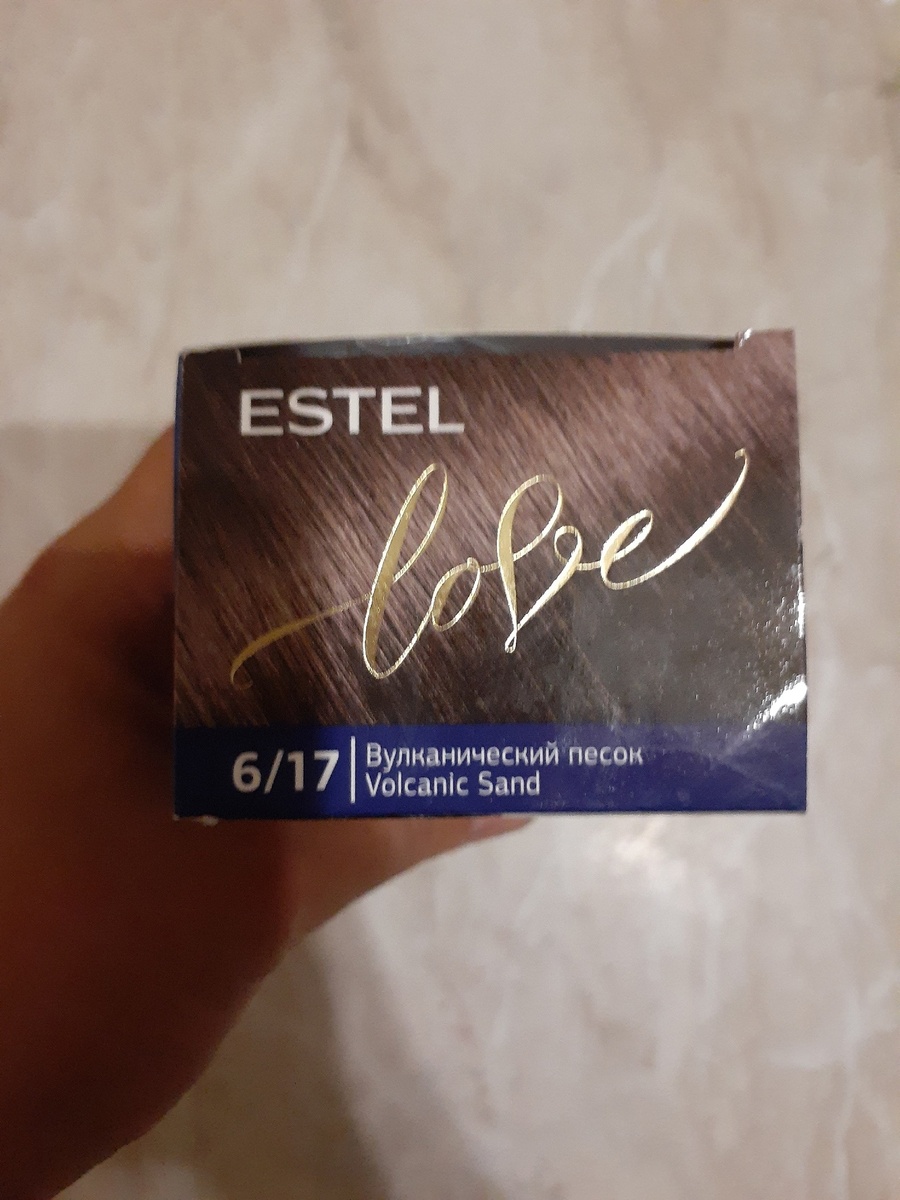 ESTEL
love
6/17
Вулканический песок
Volcanic Sand